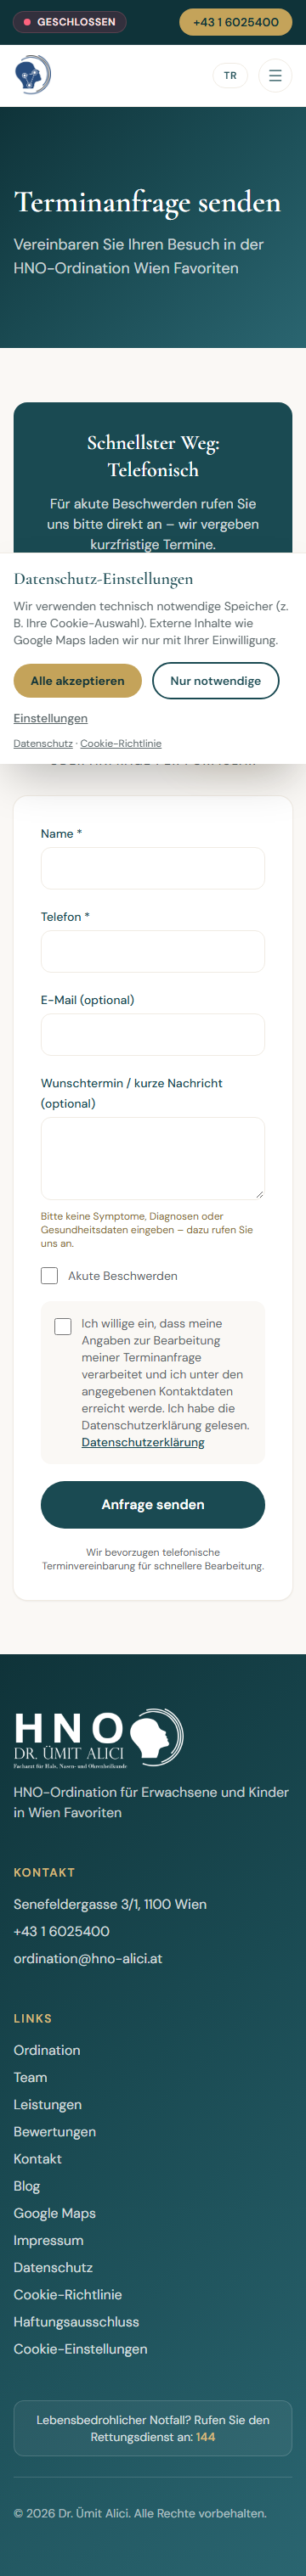 GESCHLOSSEN
+43 1 6025400
TR
Terminanfrage senden
Vereinbaren Sie Ihren Besuch in der
HNO-Ordination Wien Favoriten
Schnellster Weg:
Telefonisch
Für akute Beschwerden rufen Sie
uns bitte direkt an – wir vergeben
kurzfristige Termine.
Datenschutz-Einstellungen
Wir verwenden technisch notwendige Speicher (z.
B. Ihre Cookie-Auswahl). Externe Inhalte wie
Google Maps laden wir nur mit Ihrer Einwilligung.
Alle akzeptieren
Nur notwendige
Einstellungen
Datenschutz · Cookie-Richtlinie
Name *
Telefon *
E-Mail (optional)
Wunschtermin / kurze Nachricht
(optional)
Bitte keine Symptome, Diagnosen oder
Gesundheitsdaten eingeben – dazu rufen Sie
uns an.
Akute Beschwerden
Ich willige ein, dass meine
Angaben zur Bearbeitung
meiner Terminanfrage
verarbeitet und ich unter den
angegebenen Kontaktdaten
erreicht werde. Ich habe die
Datenschutzerklärung gelesen.
Datenschutzerklärung
Anfrage senden
Wir bevorzugen telefonische
Terminvereinbarung für schnellere Bearbeitung.
HNO
DR. ÜMIT ALICI
Facharzt für Hals, Nasen- und Ohrenheilkunde
HNO-Ordination für Erwachsene und Kinder
in Wien Favoriten
KONTAKT
Senefeldergasse 3/1, 1100 Wien
+43 1 6025400
ordination@hno-alici.at
LINKS
Ordination
Team
Leistungen
Bewertungen
Kontakt
Blog
Google Maps
Impressum
Datenschutz
Cookie-Richtlinie
Haftungsausschluss
Cookie-Einstellungen
Lebensbedrohlicher Notfall? Rufen Sie den
Rettungsdienst an: 144
© 2026 Dr. Ümit Alici. Alle Rechte vorbehalten.